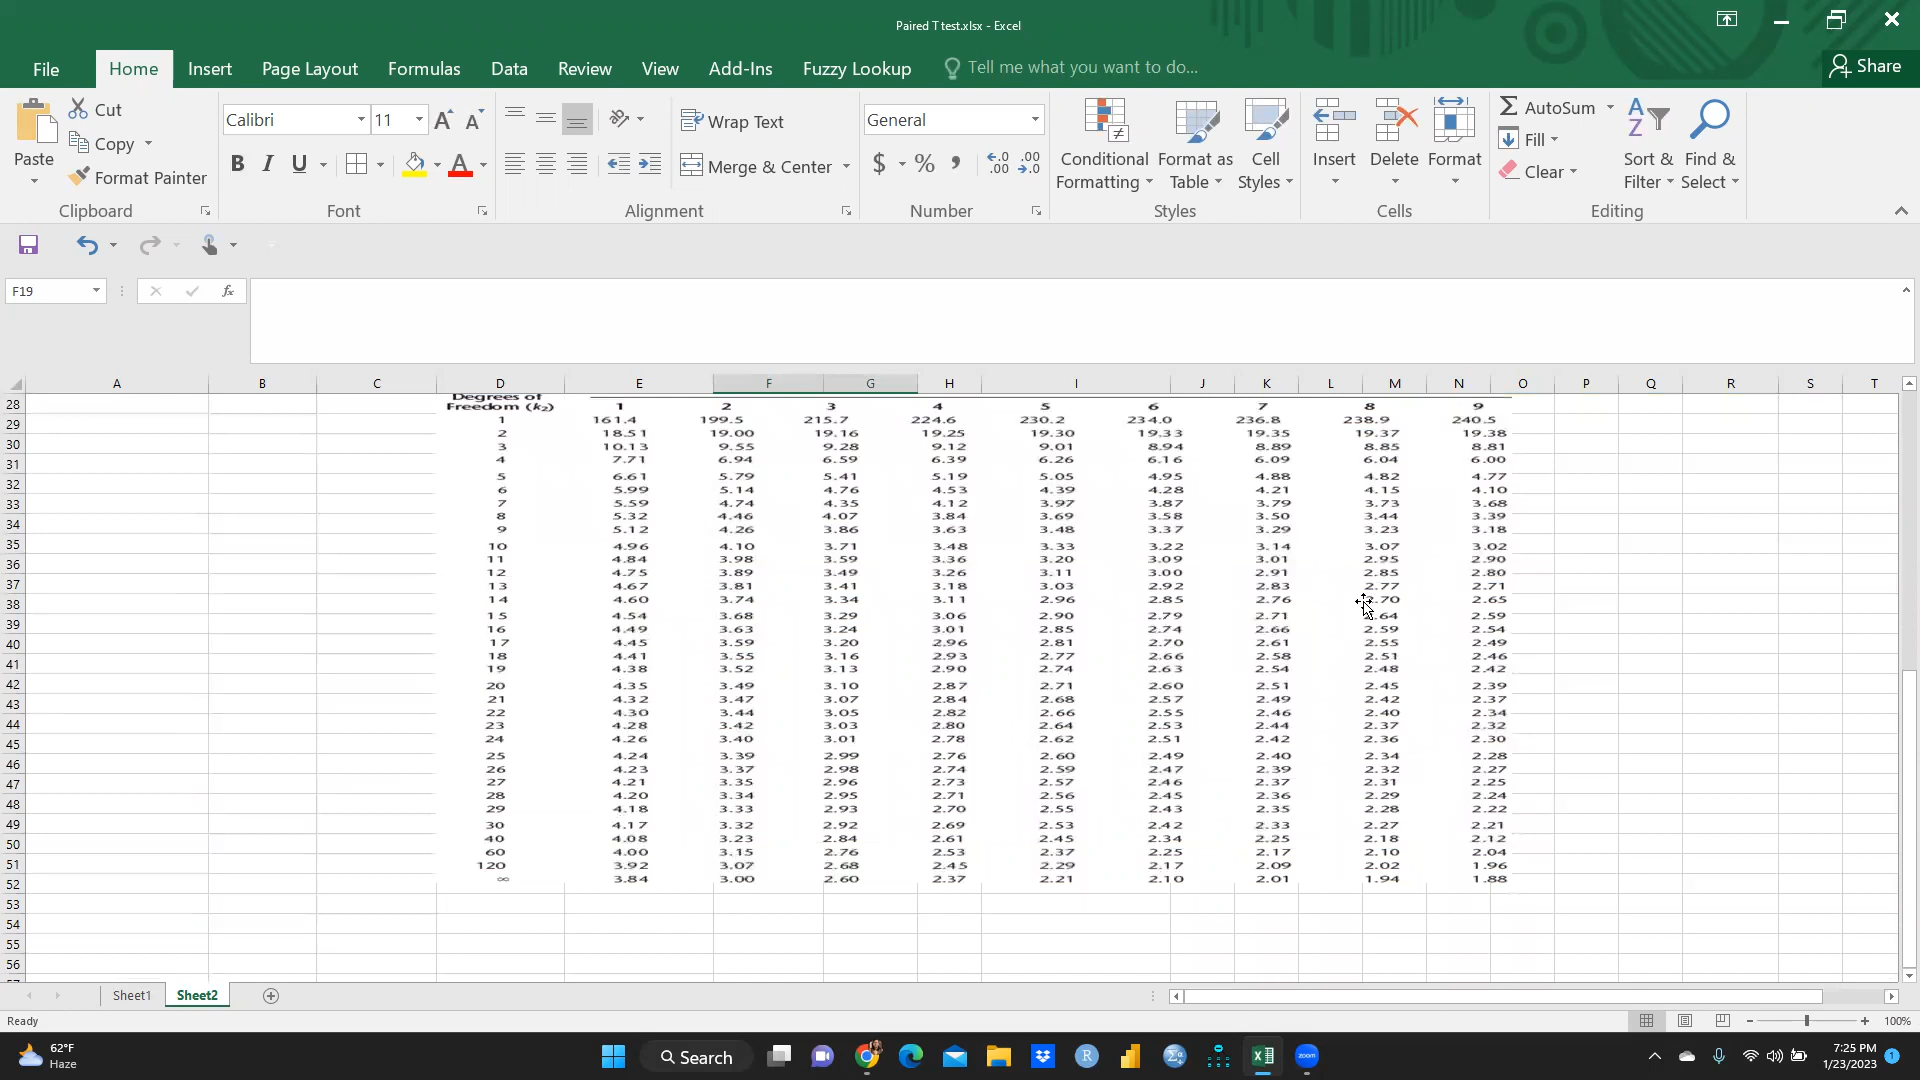 Paired T test.xlsx - Excel
File Home Insert Page Layout Formulas Data Review View Add-Ins Fuzzy Lookup Tell me what you want to do... Share
Cut
Copy
Format Painter
Paste
Clipboard
Calibri 11
B I U A
Font
Wrap Text
Merge & Center
Alignment
General
$ % , .00 .00
Number
Conditional Formatting
Format as Table
Cell Styles
Styles
Insert Delete Format
Cells
AutoSum
Fill
Clear
Sort & Filter
Find & Select
Editing
F19 fx
A B C D E F G H I J K L M N O P Q R S T
28 Degrees of
Freedom (k2) 1 2 3 4 5 6 7 8 9
29 1 161.4 199.5 215.7 224.6 230.2 234.0 236.8 238.9 240.5
2 18.51 19.00 19.16 19.25 19.30 19.33 19.35 19.37 19.38
30 3 10.13 9.55 9.28 9.12 9.01 8.94 8.89 8.85 8.81
31 4 7.71 6.94 6.59 6.39 6.26 6.16 6.09 6.04 6.00
32 5 6.61 5.79 5.41 5.19 5.05 4.95 4.88 4.82 4.77
6 5.99 5.14 4.76 4.53 4.39 4.28 4.21 4.15 4.10
33 7 5.59 4.74 4.35 4.12 3.97 3.87 3.79 3.73 3.68
34 8 5.32 4.46 4.07 3.84 3.69 3.58 3.50 3.44 3.39
9 5.12 4.26 3.86 3.63 3.48 3.37 3.29 3.23 3.18
35 10 4.96 4.10 3.71 3.48 3.33 3.22 3.14 3.07 3.02
36 11 4.84 3.98 3.59 3.36 3.20 3.09 3.01 2.95 2.90
12 4.75 3.89 3.49 3.26 3.11 3.00 2.91 2.85 2.80
37 13 4.67 3.81 3.41 3.18 3.03 2.92 2.83 2.77 2.71
38 14 4.60 3.74 3.34 3.11 2.96 2.85 2.76 .70 2.65
39 15 4.54 3.68 3.29 3.06 2.90 2.79 2.71 .64 2.59
16 4.49 3.63 3.24 3.01 2.85 2.74 2.66 2.59 2.54
40 17 4.45 3.59 3.20 2.96 2.81 2.70 2.61 2.55 2.49
41 18 4.41 3.55 3.16 2.93 2.77 2.66 2.58 2.51 2.46
19 4.38 3.52 3.13 2.90 2.74 2.63 2.54 2.48 2.42
42 20 4.35 3.49 3.10 2.87 2.71 2.60 2.51 2.45 2.39
43 21 4.32 3.47 3.07 2.84 2.68 2.57 2.49 2.42 2.37
22 4.30 3.44 3.05 2.82 2.66 2.55 2.46 2.40 2.34
44 23 4.28 3.42 3.03 2.80 2.64 2.53 2.44 2.37 2.32
45 24 4.26 3.40 3.01 2.78 2.62 2.51 2.42 2.36 2.30
46 25 4.24 3.39 2.99 2.76 2.60 2.49 2.40 2.34 2.28
26 4.23 3.37 2.98 2.74 2.59 2.47 2.39 2.32 2.27
47 27 4.21 3.35 2.96 2.73 2.57 2.46 2.37 2.31 2.25
48 28 4.20 3.34 2.95 2.71 2.56 2.45 2.36 2.29 2.24
29 4.18 3.33 2.93 2.70 2.55 2.43 2.35 2.28 2.22
49 30 4.17 3.32 2.92 2.69 2.53 2.42 2.33 2.27 2.21
50 40 4.08 3.23 2.84 2.61 2.45 2.34 2.25 2.18 2.12
60 4.00 3.15 2.76 2.53 2.37 2.25 2.17 2.10 2.04
51 120 3.92 3.07 2.68 2.45 2.29 2.17 2.09 2.02 1.96
52 ∞ 3.84 3.00 2.60 2.37 2.21 2.10 2.01 1.94 1.88
53
54
55
56
Sheet1 Sheet2
Ready 100%
62°F
Haze
Search
7:25 PM
1/23/2023